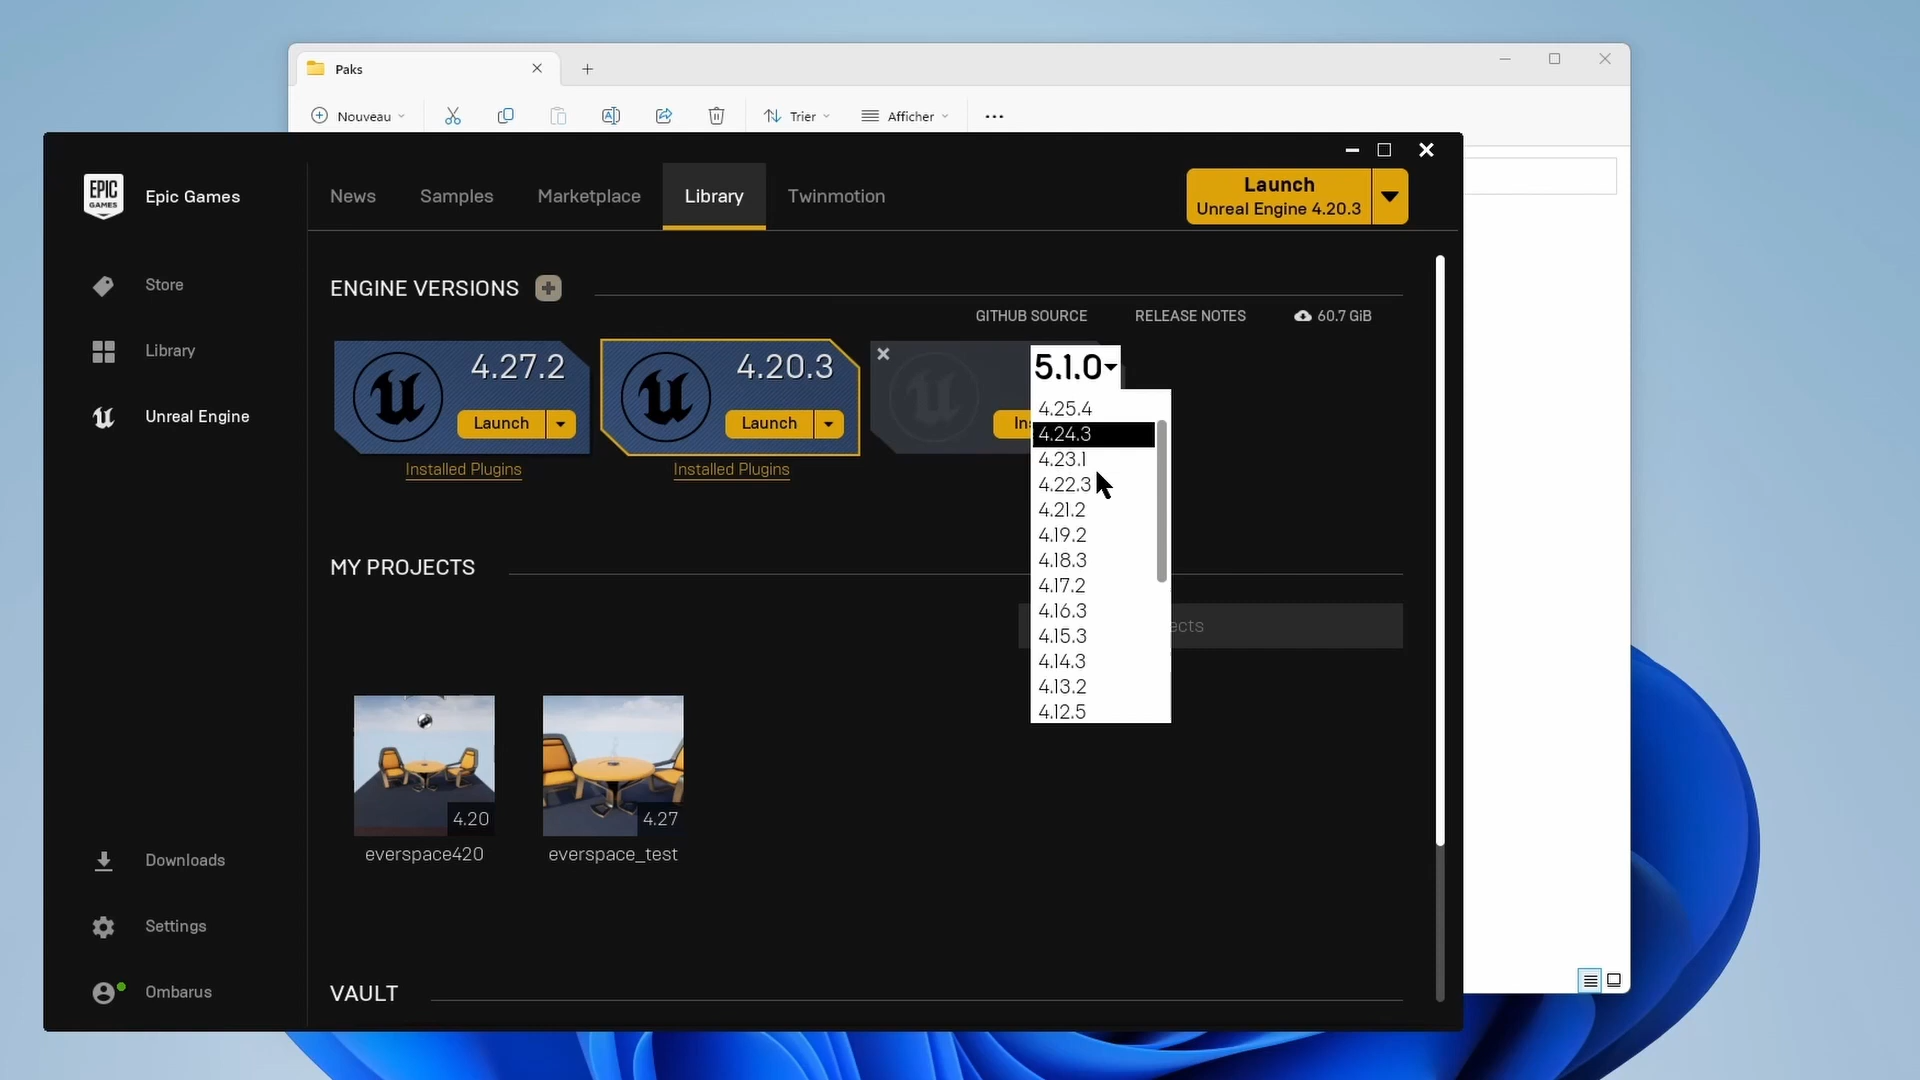 Paks
Nouveau
Trier
Afficher
EPIC
GAMES
Epic Games
News
Samples
Marketplace
Library
Twinmotion
Launch
Unreal Engine 4.20.3
Store
Library
Unreal Engine
ENGINE VERSIONS
GITHUB SOURCE
RELEASE NOTES
60.7 GiB
4.27.2
Launch
Installed Plugins
4.20.3
Launch
Installed Plugins
5.1.0
4.25.4
4.24.3
4.23.1
4.22.3
4.21.2
4.19.2
4.18.3
4.17.2
4.16.3
4.15.3
4.14.3
4.13.2
4.12.5
MY PROJECTS
4.20
everspace420
4.27
everspace_test
VAULT
Downloads
Settings
Ombarus